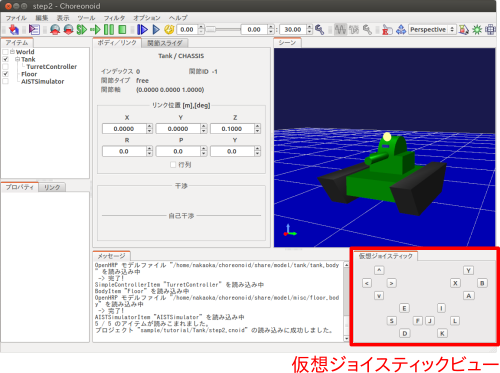 step2 - Choreonoid
ファイル 編集 表示 ツール フィルタ オプション ヘルプ
0.00 0.00 : 30.00 Perspective
アイテム
World
Tank
TurretController
Floor
AISTSimulator
プロパティ リンク
ボディ／リンク 関節スライダ
Tank / CHASSIS
インデックス 0 関節ID -1
関節タイプ free
関節軸 (0.0000 0.0000 1.0000)
リンク位置 [m],[deg]
X Y Z
0.0000 0.0000 0.1000
R P Y
0.0 0.0 0.0
行列
干渉
自己干渉
シーン
メッセージ
OpenHRP モデルファイル "/home/nakaoka/choreonoid/share/model/tank/tank.body
" を読み込み中
-> 完了!
SimpleControllerItem "TurretController" を読み込み中
BodyItem "Floor" を読み込み中
OpenHRP モデルファイル "/home/nakaoka/choreonoid/share/model/misc/floor.bod
y" を読み込み中
-> 完了!
AISTSimulatorItem "AISTSimulator" を読み込み中
5 / 5 のアイテムが読みこまれました。
プロジェクト "sample/tutorial/Tank/step2.cnoid" の読み込みに成功しました。
仮想ジョイスティック
^ Y
< > X B
v A
E I
S F J L
D K
仮想ジョイスティックビュー